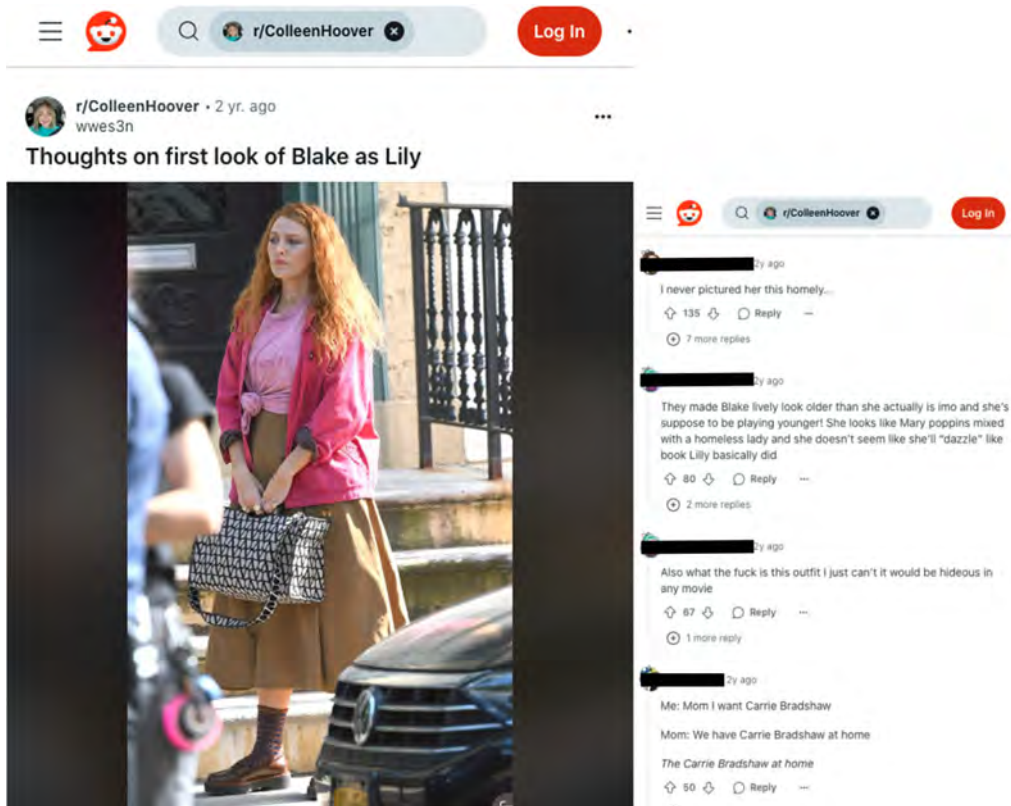 r/ColleenHoover
Log In
r/ColleenHoover • 2 yr. ago
wwes3n
Thoughts on first look of Blake as Lily
r/ColleenHoover
Log In
2y ago
I never pictured her this homely...
135
Reply
7 more replies
2y ago
They made Blake lively look older than she actually is imo and she's
suppose to be playing younger! She looks like Mary poppins mixed
with a homeless lady and she doesn't seem like she'll "dazzle" like
book Lilly basically did
80
Reply
2 more replies
2y ago
Also what the fuck is this outfit I just can't it would be hideous in
any movie
67
Reply
1 more reply
2y ago
Me: Mom I want Carrie Bradshaw
Mom: We have Carrie Bradshaw at home
The Carrie Bradshaw at home
50
Reply